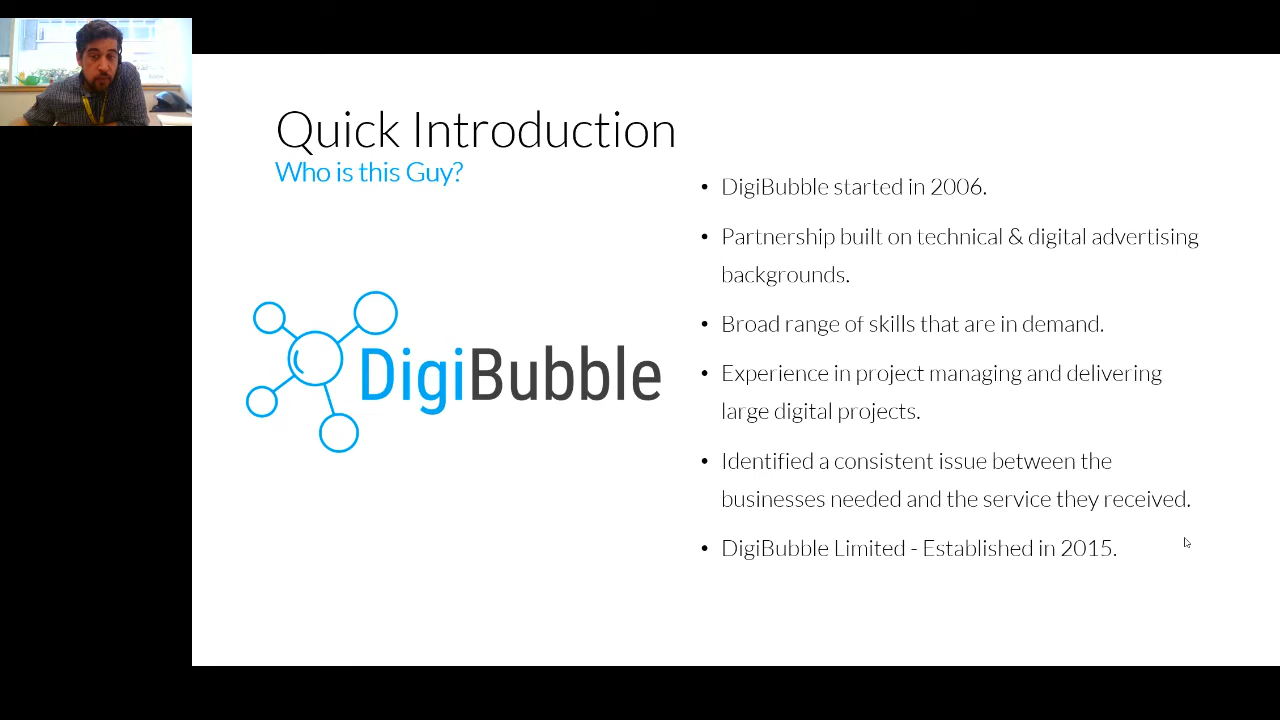 Quick Introduction
Who is this Guy?
• DigiBubble started in 2006.
• Partnership built on technical & digital advertising
backgrounds.
• Broad range of skills that are in demand.
• Experience in project managing and delivering
large digital projects.
• Identified a consistent issue between the
businesses needed and the service they received.
• DigiBubble Limited - Established in 2015.
DigiBubble